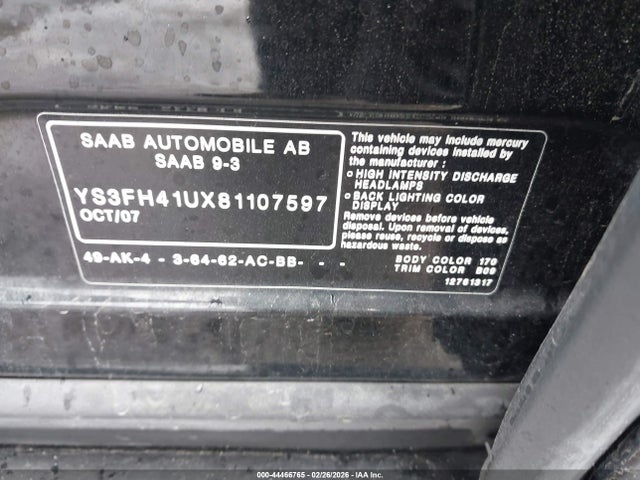 SAAB AUTOMOBILE AB
SAAB 9-3
YS3FH41UX81107597
OCT/07
49-AK-4 - 3-64-62-AC-BB- - -
This vehicle may include mercury
containing devices installed by
the manufacturer:
o HIGH INTENSITY DISCHARGE
HEADLAMPS
o BACK LIGHTING COLOR
DISPLAY
Remove devices before vehicle
disposal. Upon removal of devices,
please reuse, recycle or dispose as
hazardous waste.
BODY COLOR 170
TRIM COLOR B09
12761317
000-44466765 - 02/26/2026 - IAA Inc.